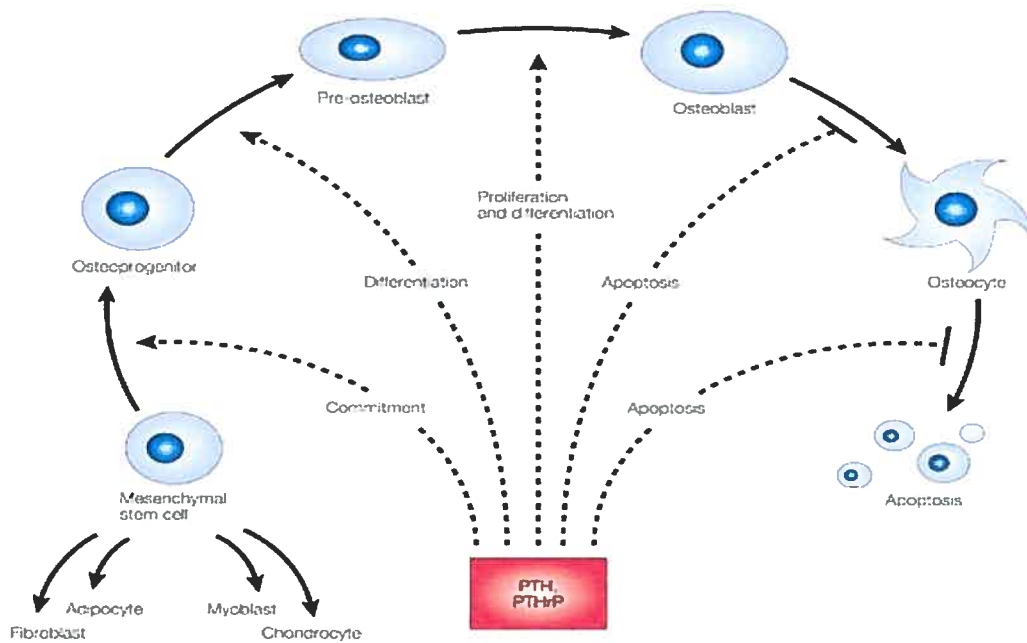 Pre-osteoblast
Osteoblast
Proliferation
and differentiation
Osteoprogenitor
Differentiation
Apoptosis
Osteocyte
Commitment
Apoptosis
Mesenchymal
stem cell
Apoptosis
PTH,
PTHrP
Adipocyte
Myoblast
Fibroblast
Chondrocyte